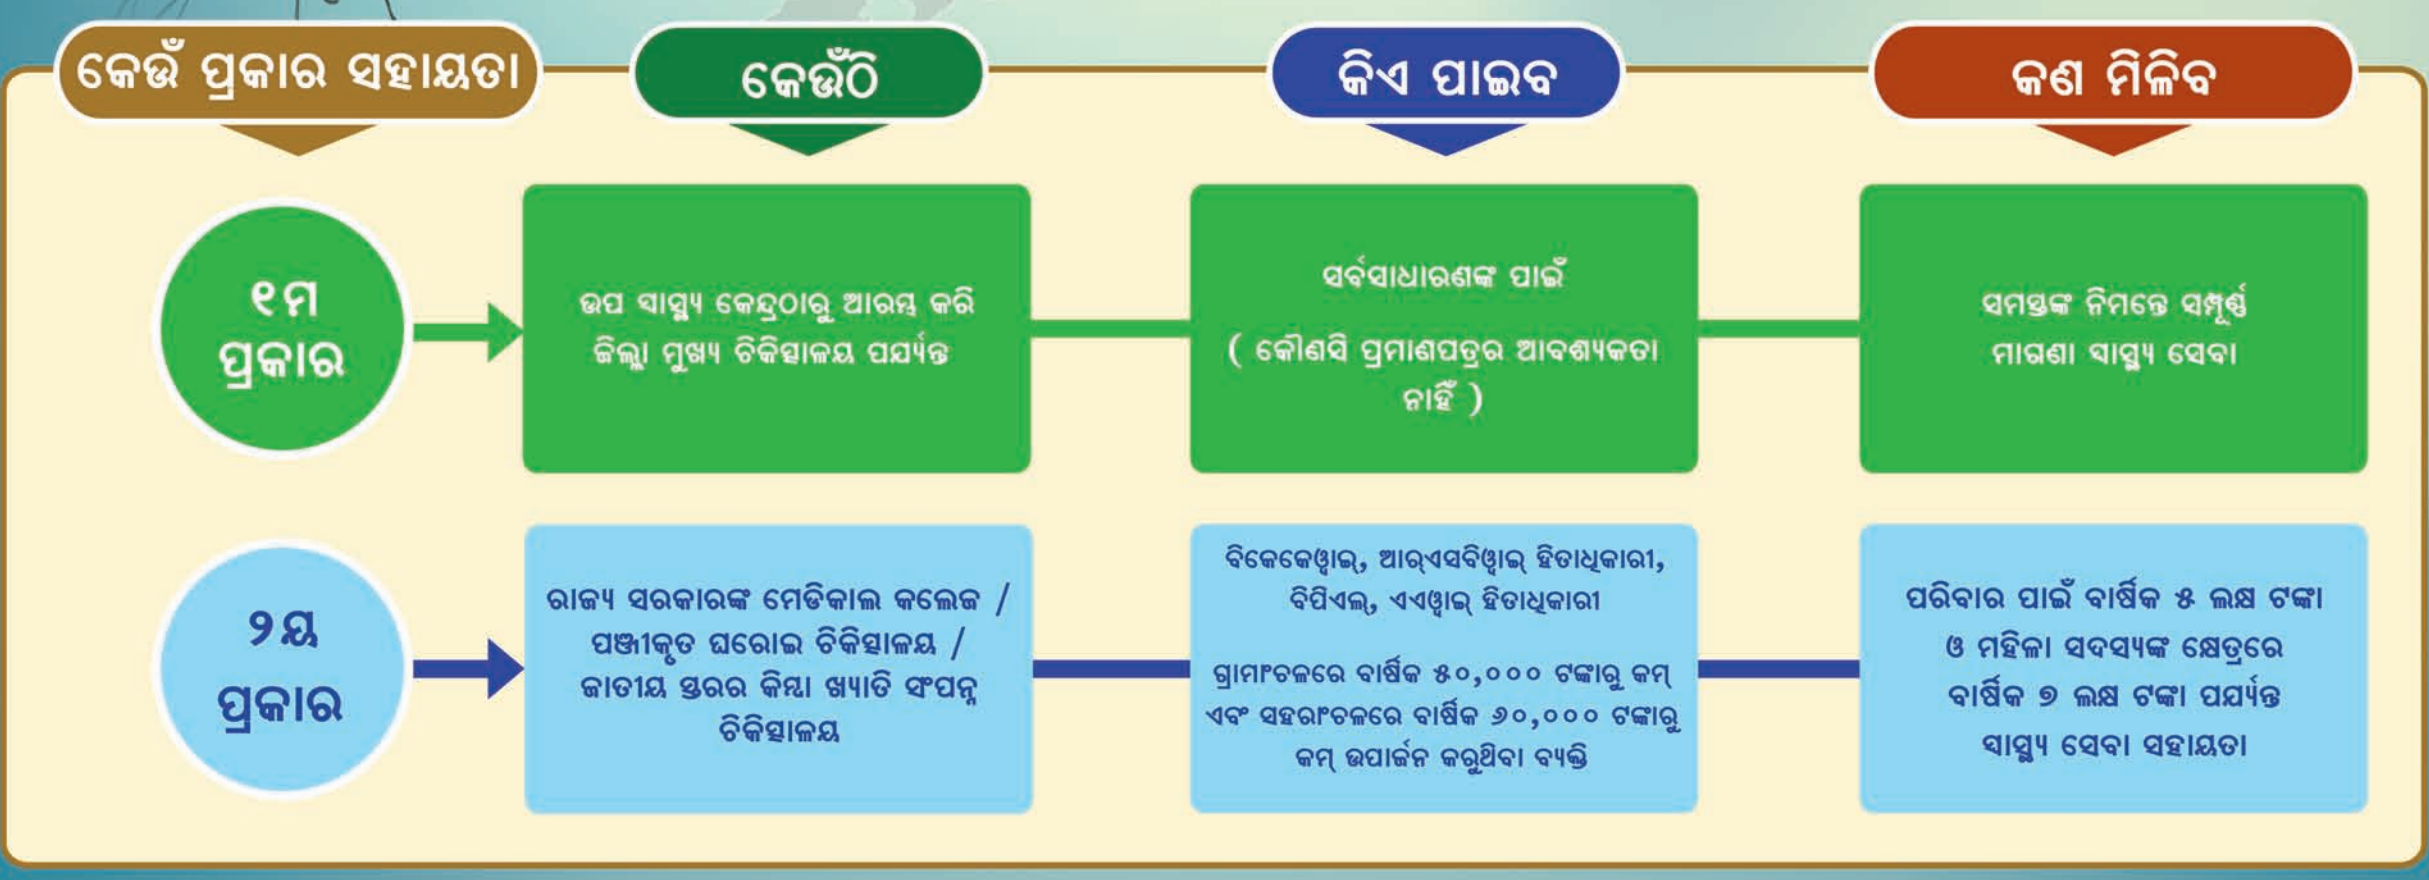 କେଉଁ ପ୍ରକାର ସହାୟତା
କେଉଁଠି
କିଏ ପାଇବ
କଣ ମିଳିବ
୧ମ
ପ୍ରକାର
ଉପ ସ୍ୱାସ୍ଥ୍ୟ କେନ୍ଦ୍ରଠାରୁ ଆରମ୍ଭ କରି
ଜିଲ୍ଲା ମୁଖ୍ୟ ଚିକିତ୍ସାଳୟ ପର୍ଯ୍ୟନ୍ତ
ସର୍ବସାଧାରଣଙ୍କ ପାଇଁ
( କୌଣସି ପ୍ରମାଣପତ୍ରର ଆବଶ୍ୟକତା
ନାହିଁ )
ସମସ୍ତଙ୍କ ନିମନ୍ତେ ସମ୍ପୂର୍ଣ୍ଣ
ମାଗଣା ସ୍ୱାସ୍ଥ୍ୟ ସେବା
୨ୟ
ପ୍ରକାର
ରାଜ୍ୟ ସରକାରଙ୍କ ମେଡିକାଲ କଲେଜ /
ପଞ୍ଜୀକୃତ ଘରୋଇ ଚିକିତ୍ସାଳୟ /
ଜାତୀୟ ସ୍ତରର କିମ୍ବା ଖ୍ୟାତି ସଂପନ୍ନ
ଚିକିତ୍ସାଳୟ
ବିକେକେୱାଇ, ଆର୍ଏସବିୱାଇ ହିତାଧିକାରୀ,
ବିପିଏଲ୍, ଏଏୱାଇ ହିତାଧିକାରୀ
ଗ୍ରାମାଂଚଳରେ ବାର୍ଷିକ ୫୦,୦୦୦ ଟଙ୍କାରୁ କମ୍
ଏବଂ ସହରାଂଚଳରେ ବାର୍ଷିକ ୬୦,୦୦୦ ଟଙ୍କାରୁ
କମ୍ ଉପାର୍ଜନ କରୁଥିବା ବ୍ୟକ୍ତି
ପରିବାର ପାଇଁ ବାର୍ଷିକ ୫ ଲକ୍ଷ ଟଙ୍କା
ଓ ମହିଳା ସଦସ୍ୟଙ୍କ କ୍ଷେତ୍ରରେ
ବାର୍ଷିକ ୭ ଲକ୍ଷ ଟଙ୍କା ପର୍ଯ୍ୟନ୍ତ
ସ୍ୱାସ୍ଥ୍ୟ ସେବା ସହାୟତା